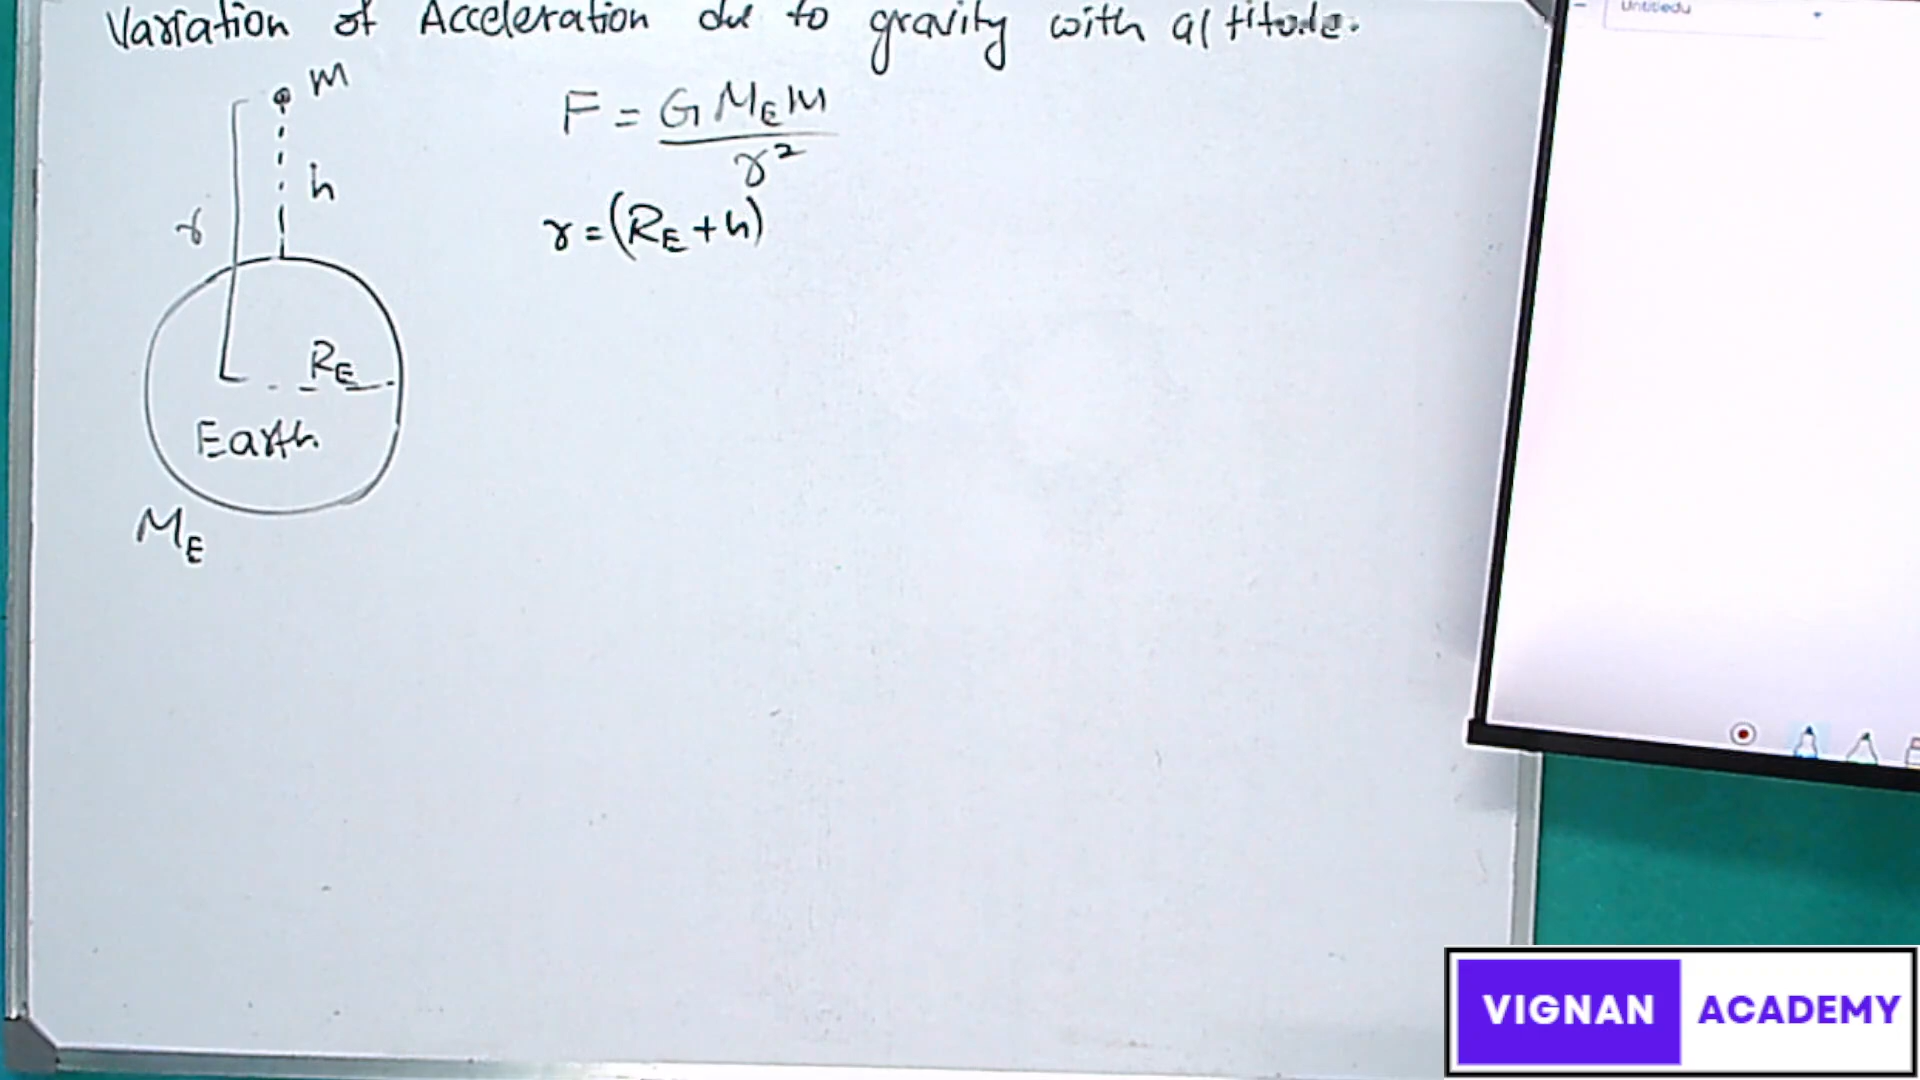 Variation of Acceleration due to gravity with altitude.
m
F = G M_E m / r²
h
r = (R_E + h)
r
R_E
Earth.
M_E
VIGNAN ACADEMY